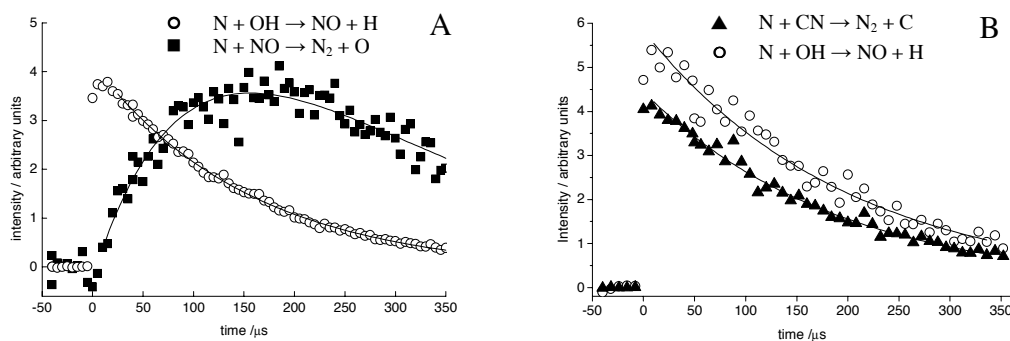 A
N + OH → NO + H
N + NO → N₂ + O
intensity / arbitrary units
5
4
3
2
1
0
-50 0 50 100 150 200 250 300 350
time /μs
B
N + CN → N₂ + C
N + OH → NO + H
Intensity / arbitrary units
6
5
4
3
2
1
0
-50 0 50 100 150 200 250 300 350
time /μs